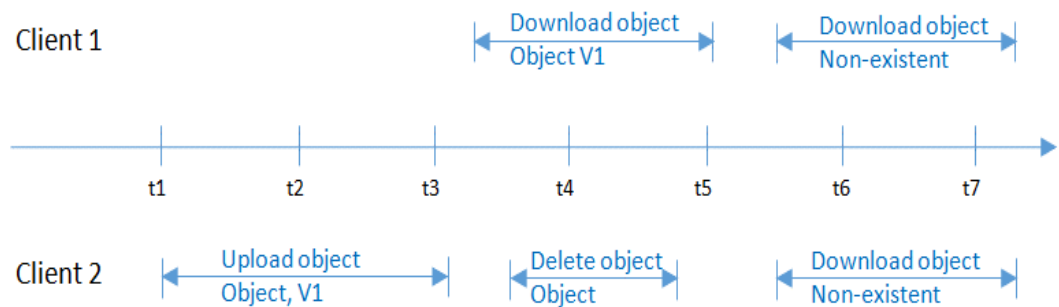 Client 1
Download object
Object V1
Download object
Non-existent
t1 t2 t3 t4 t5 t6 t7
Client 2
Upload object
Object, V1
Delete object
Object
Download object
Non-existent